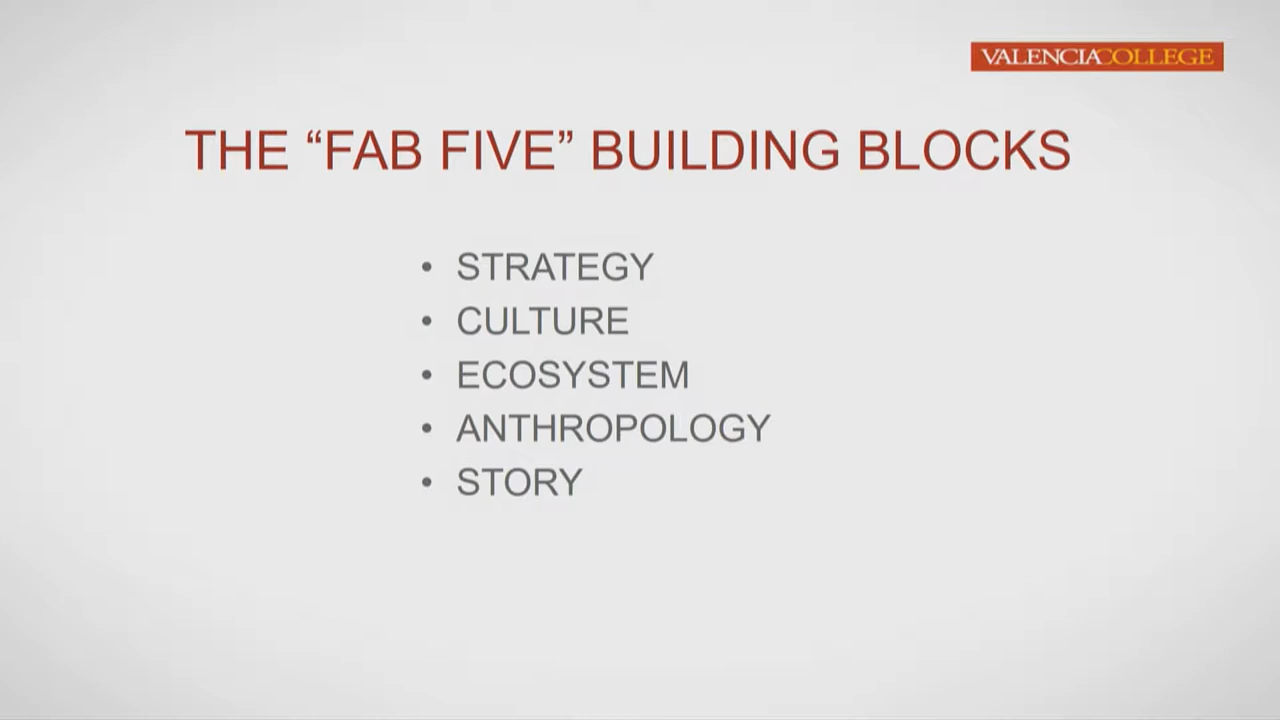 VALENCIACOLLEGE
THE “FAB FIVE” BUILDING BLOCKS
• STRATEGY
• CULTURE
• ECOSYSTEM
• ANTHROPOLOGY
• STORY